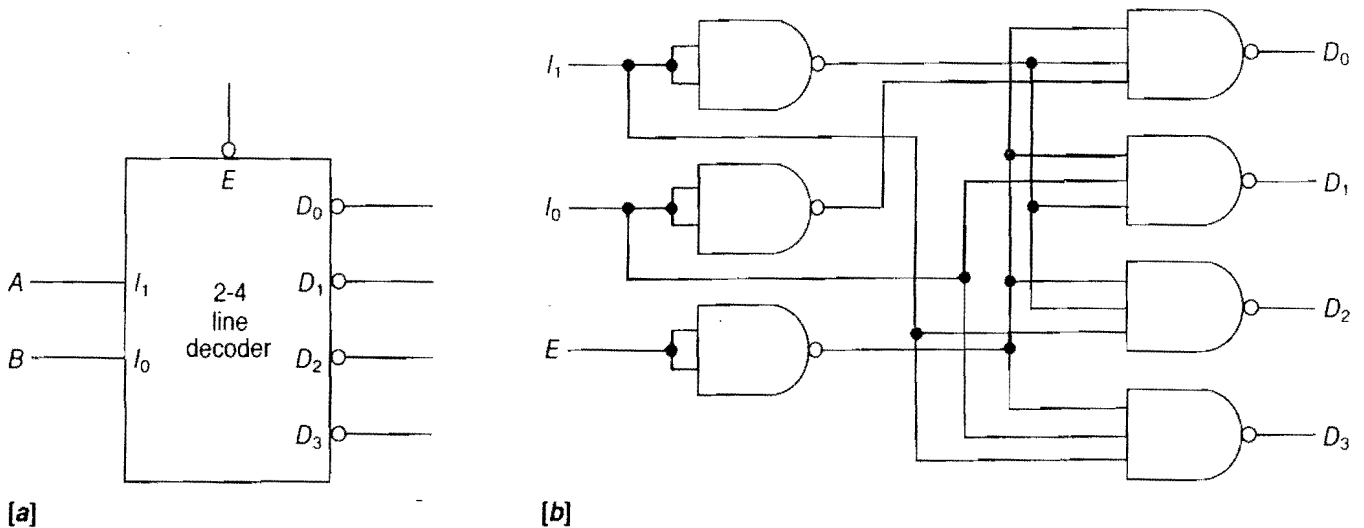 E
D0
A I1 D1
2-4
line
decoder
B I0 D2
D3
[a]
I1
I0
E
D0
D1
D2
D3
[b]